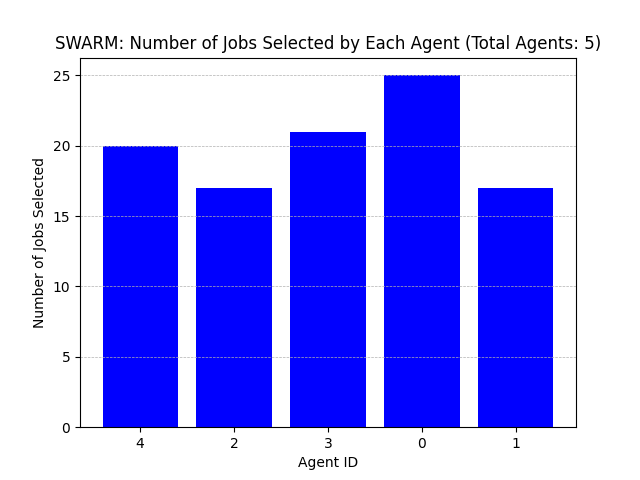 SWARM: Number of Jobs Selected by Each Agent (Total Agents: 5)
25
20
15
10
5
0
Number of Jobs Selected
4 2 3 0 1
Agent ID